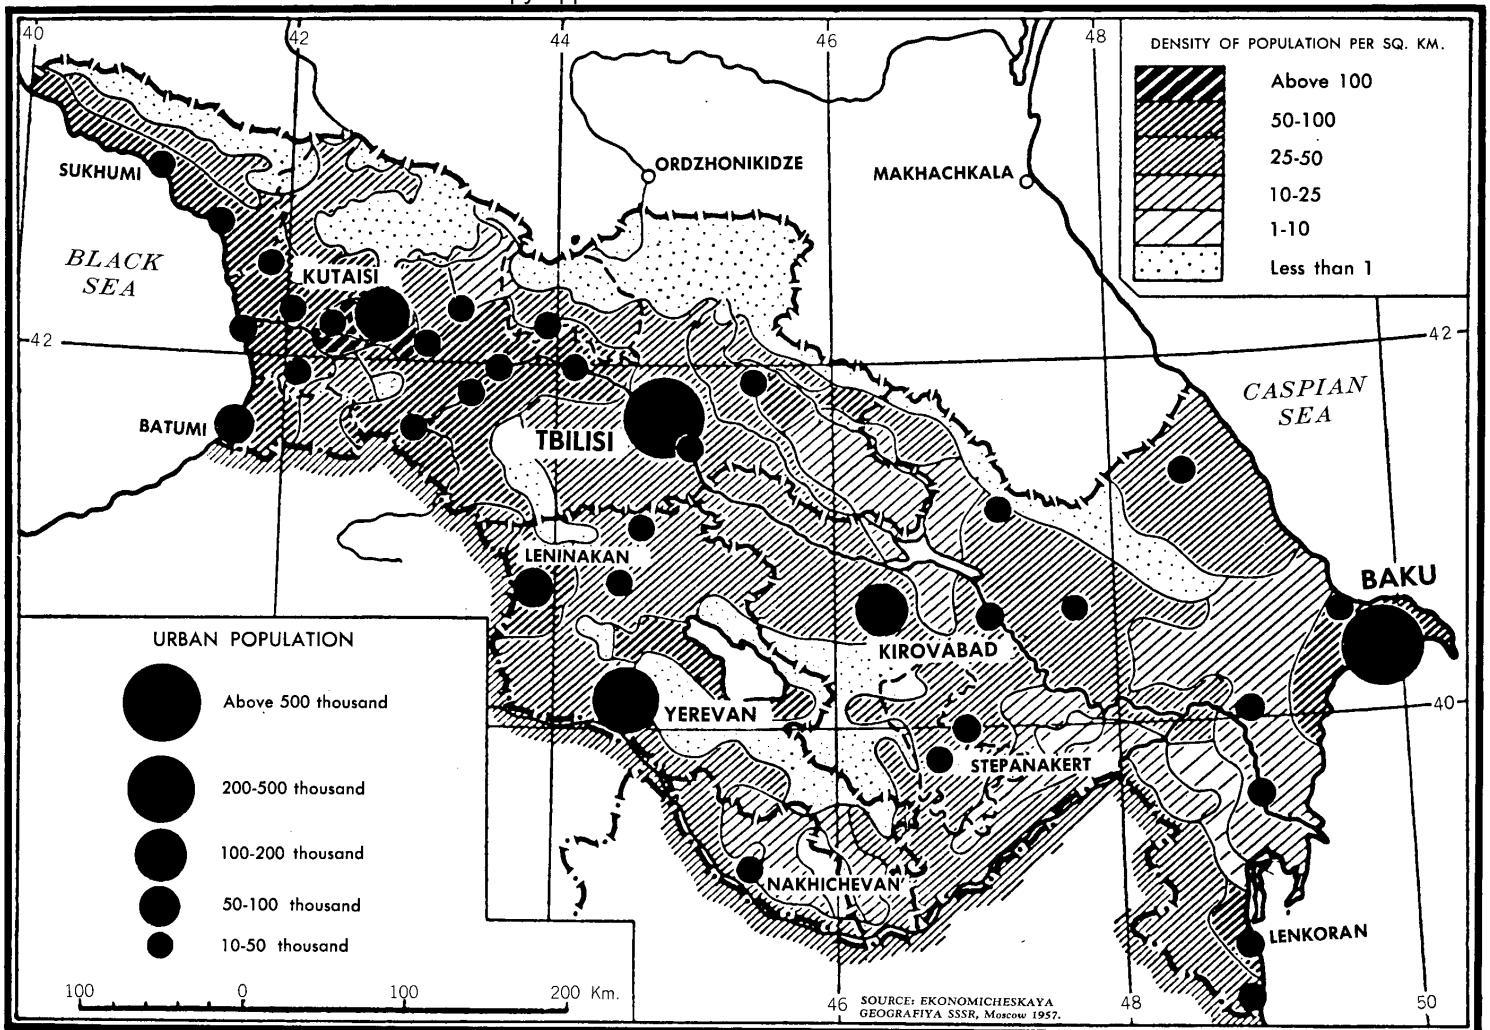 40
42
44
46
48
DENSITY OF POPULATION PER SQ. KM.
Above 100
50-100
25-50
10-25
1-10
Less than 1
ORDZHONIKIDZE
MAKHACHKALA
SUKHUMI
BLACK
SEA
KUTAISI
42
42
CASPIAN
SEA
BATUMI
TBILISI
LENINAKAN
BAKU
KIROVABAD
YEREVAN
40
STEPANAKERT
NAKHICHEVAN
LENKORAN
URBAN POPULATION
Above 500 thousand
200-500 thousand
100-200 thousand
50-100 thousand
10-50 thousand
100
0
100
200 Km.
46
48
50
SOURCE: EKONOMICHESKAYA
GEOGRAFIYA SSSR, Moscow 1957.